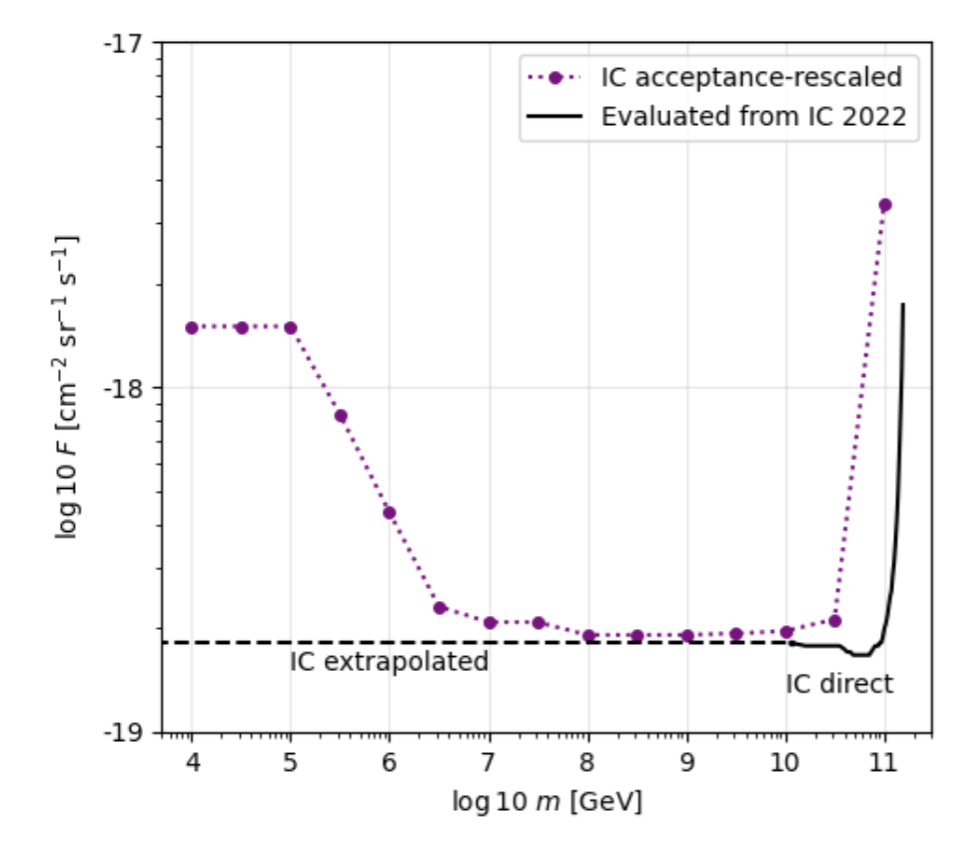 -17
IC acceptance-rescaled
Evaluated from IC 2022
log10 F [cm⁻² sr⁻¹ s⁻¹]
-18
IC extrapolated
IC direct
-19
4 5 6 7 8 9 10 11
log10 m [GeV]